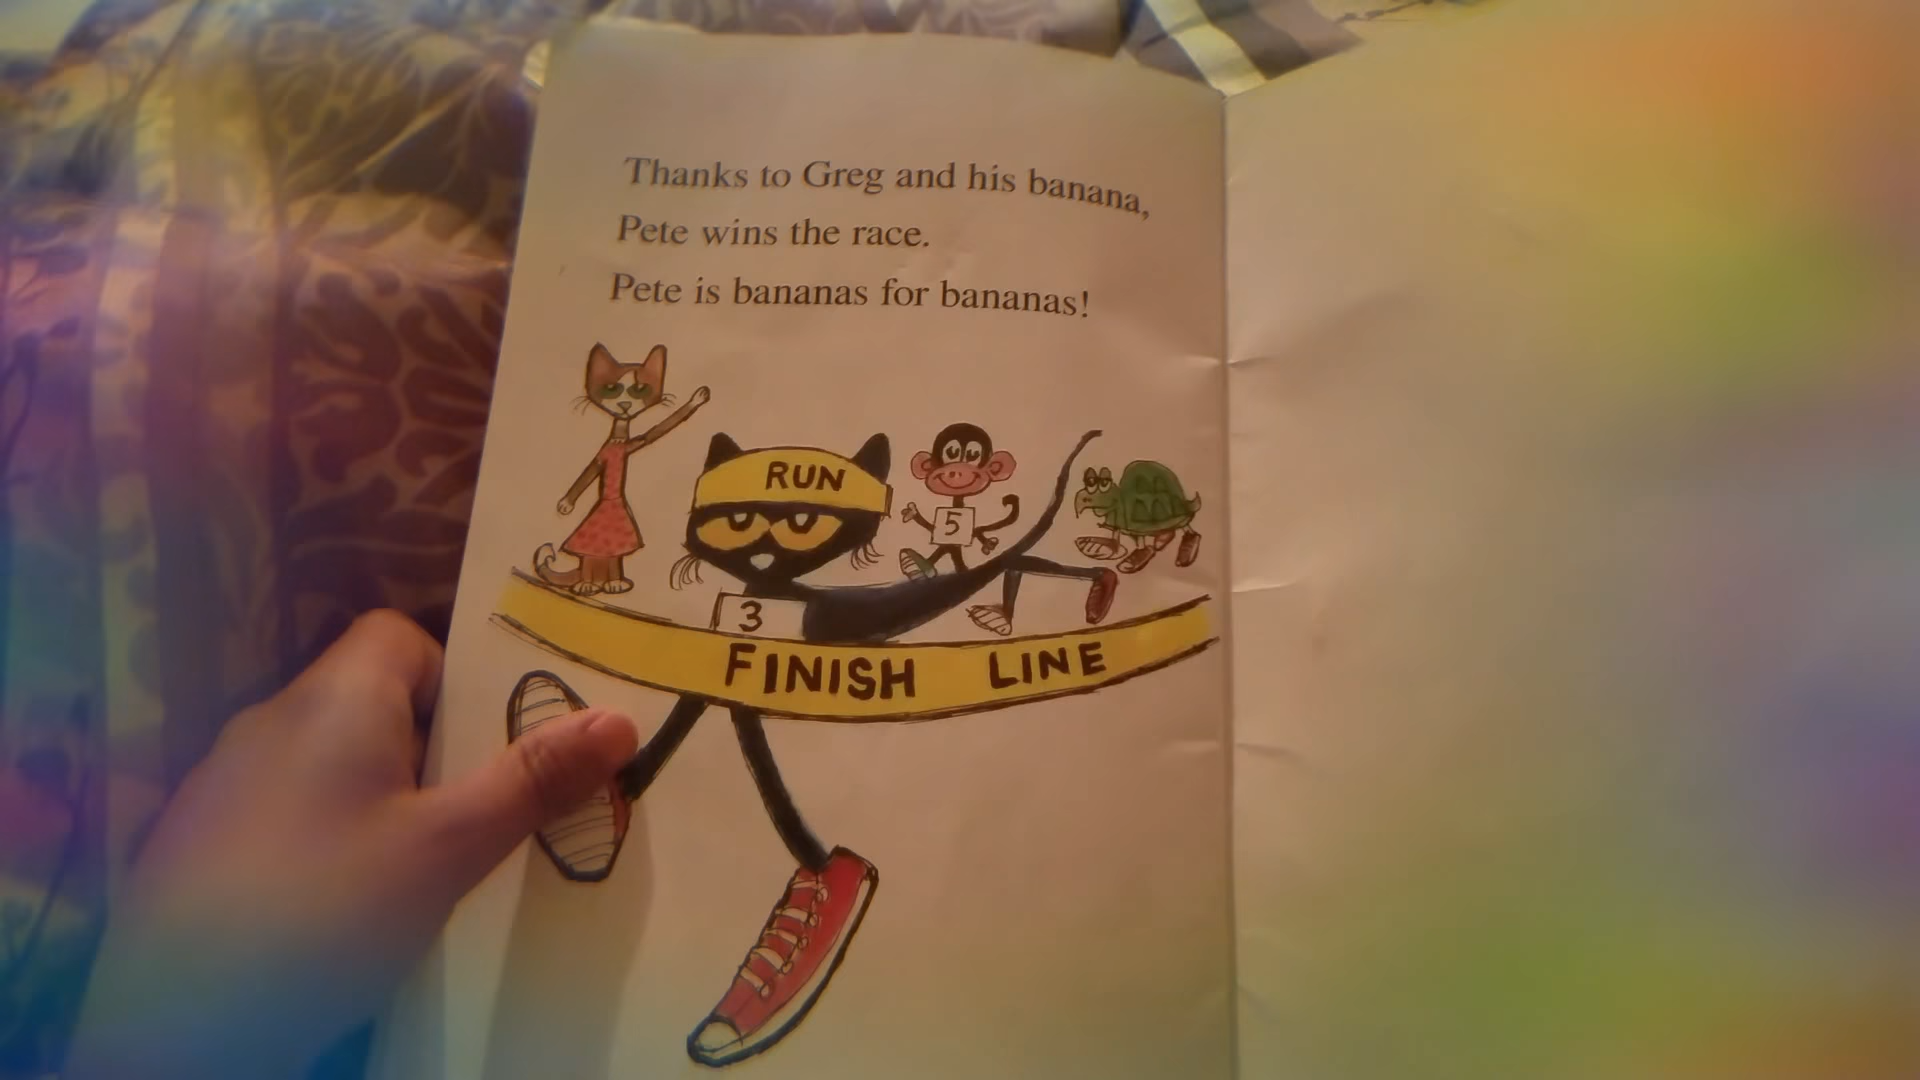 Thanks to Greg and his banana,
Pete wins the race.
Pete is bananas for bananas!
RUN
5
3
FINISH LINE